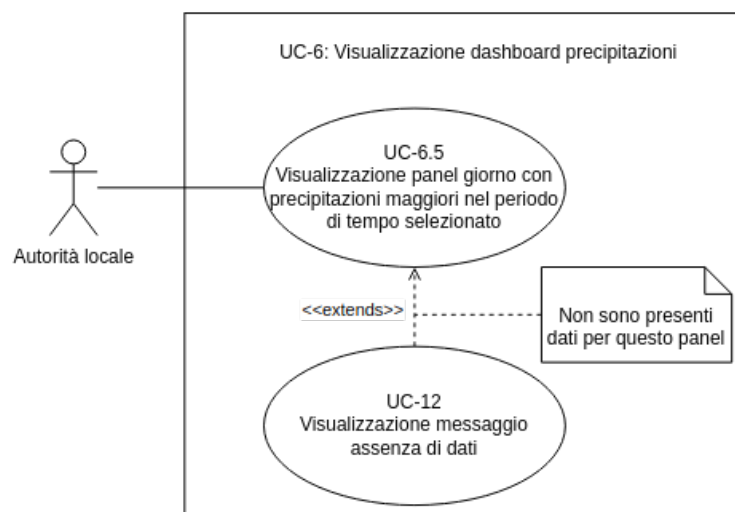 UC-6: Visualizzazione dashboard precipitazioni
UC-6.5
Visualizzazione panel giorno con
precipitazioni maggiori nel periodo
di tempo selezionato
Autorità locale
<<extends>>
Non sono presenti
dati per questo panel
UC-12
Visualizzazione messaggio
assenza di dati